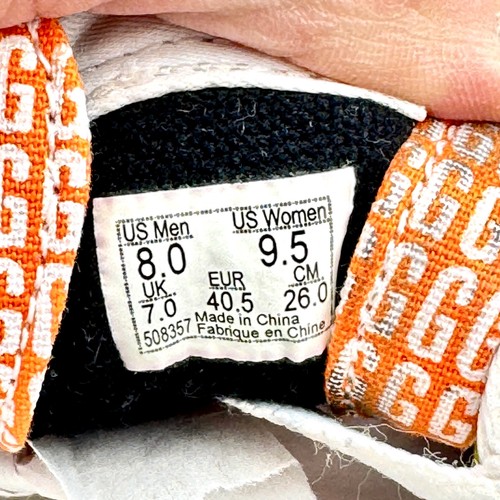 US Men US Women
8.0 9.5
UK EUR CM
7.0 40.5 26.0
508357 Made in China
Fabrique en Chine
G
G
G
G
G
G
G
G
G
G